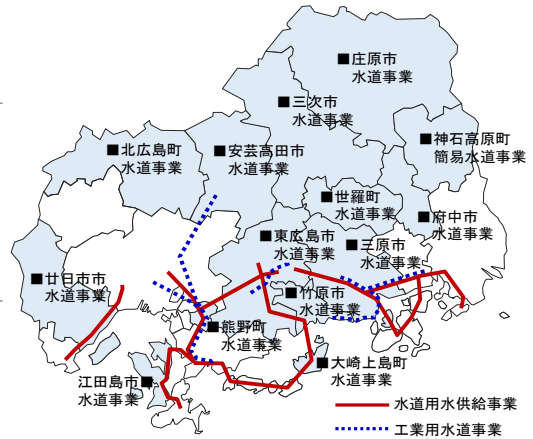 ■庄原市
水道事業
■三次市
水道事業
■神石高原町
簡易水道事業
■北広島町
水道事業
■安芸高田市
水道事業
■世羅町
水道事業
■府中市
水道事業
■東広島市
水道事業
■三原市
水道事業
■廿日市市
水道事業
■竹原市
水道事業
■熊野町
水道事業
■大崎上島町
水道事業
江田島市■
水道事業
水道用水供給事業
工業用水道事業